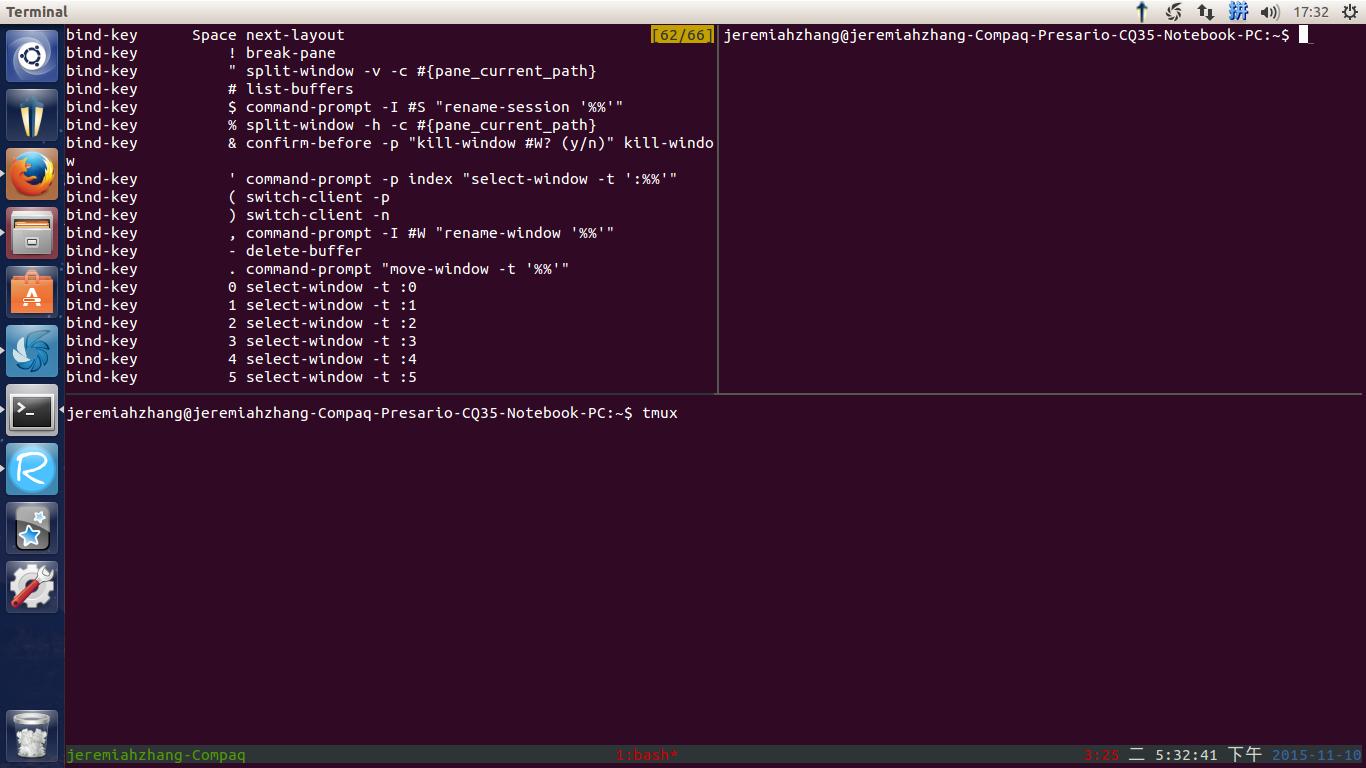 Terminal
拼
17:32
bind-key      Space next-layout [62/66]
bind-key          ! break-pane
bind-key          " split-window -v -c #{pane_current_path}
bind-key          # list-buffers
bind-key          $ command-prompt -I #S "rename-session '%%'"
bind-key          % split-window -h -c #{pane_current_path}
bind-key          & confirm-before -p "kill-window #W? (y/n)" kill-windo
w
bind-key          ' command-prompt -p index "select-window -t ':%%'"
bind-key          ( switch-client -p
bind-key          ) switch-client -n
bind-key          , command-prompt -I #W "rename-window '%%'"
bind-key          - delete-buffer
bind-key          . command-prompt "move-window -t '%%'"
bind-key          0 select-window -t :0
bind-key          1 select-window -t :1
bind-key          2 select-window -t :2
bind-key          3 select-window -t :3
bind-key          4 select-window -t :4
bind-key          5 select-window -t :5
jeremiahzhang@jeremiahzhang-Compaq-Presario-CQ35-Notebook-PC:~$
jeremiahzhang@jeremiahzhang-Compaq-Presario-CQ35-Notebook-PC:~$ tmux
jeremiahzhang-Compaq 1:bash* 3:25 二 5:32:41 下午 2015-11-10